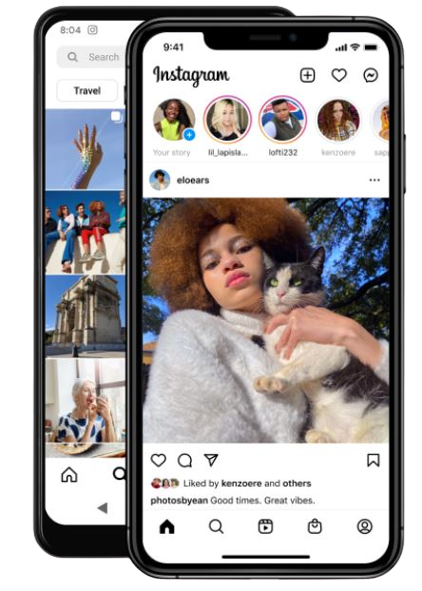 8:04
Search
Travel
9:41
Instagram
Your story
lil_lapisla...
lofti232
kenzoere
eloears
Liked by kenzoere and others
photosbyean Good times. Great vibes.